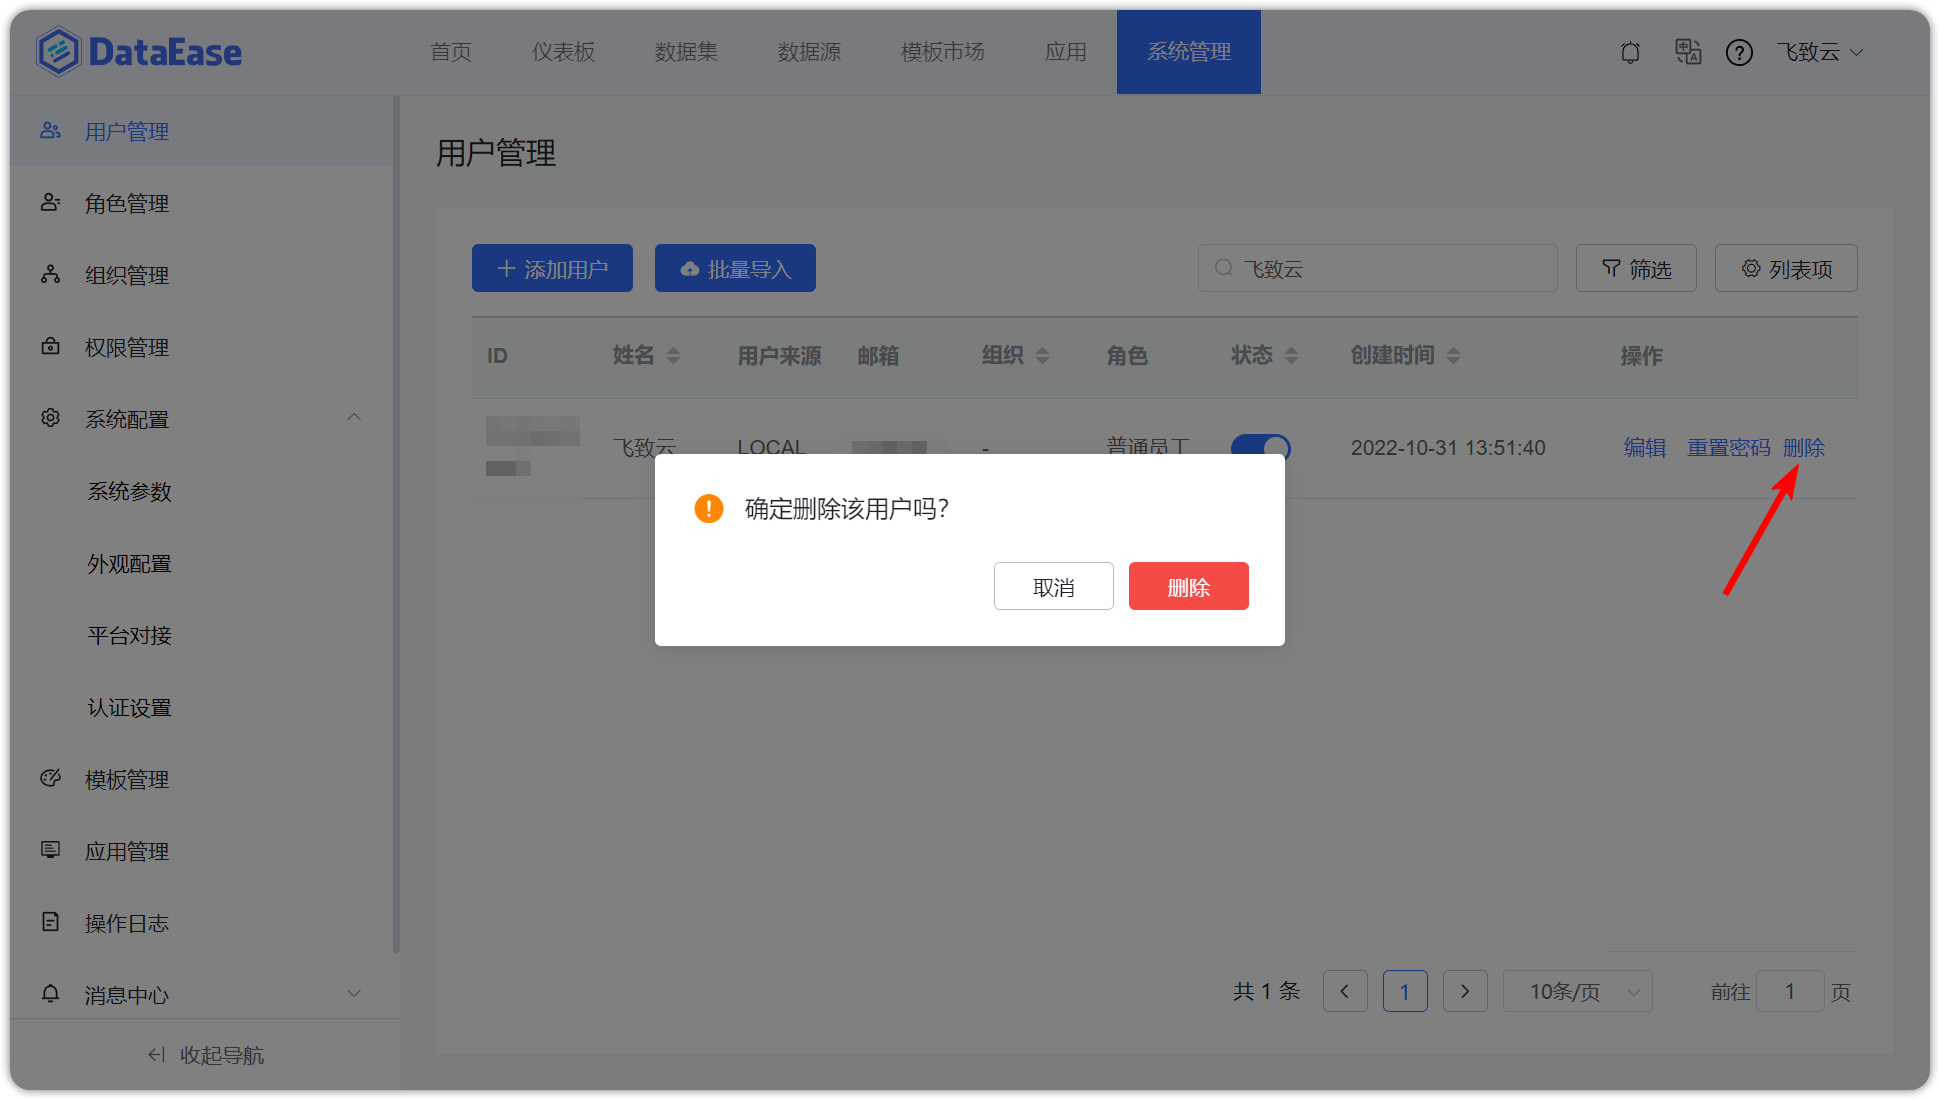 DataEase
首页 仪表板 数据集 数据源 模板市场 应用 系统管理
飞致云
用户管理
角色管理
组织管理
权限管理
系统配置
系统参数
外观配置
平台对接
认证设置
模板管理
应用管理
操作日志
消息中心
收起导航
用户管理
添加用户 批量导入 飞致云 筛选 列表项
ID 姓名 用户来源 邮箱 组织 角色 状态 创建时间 操作
飞致云 LOCAL - 普通员工 2022-10-31 13:51:40 编辑 重置密码 删除
确定删除该用户吗?
取消 删除
共 1 条 1 10条/页 前往 1 页